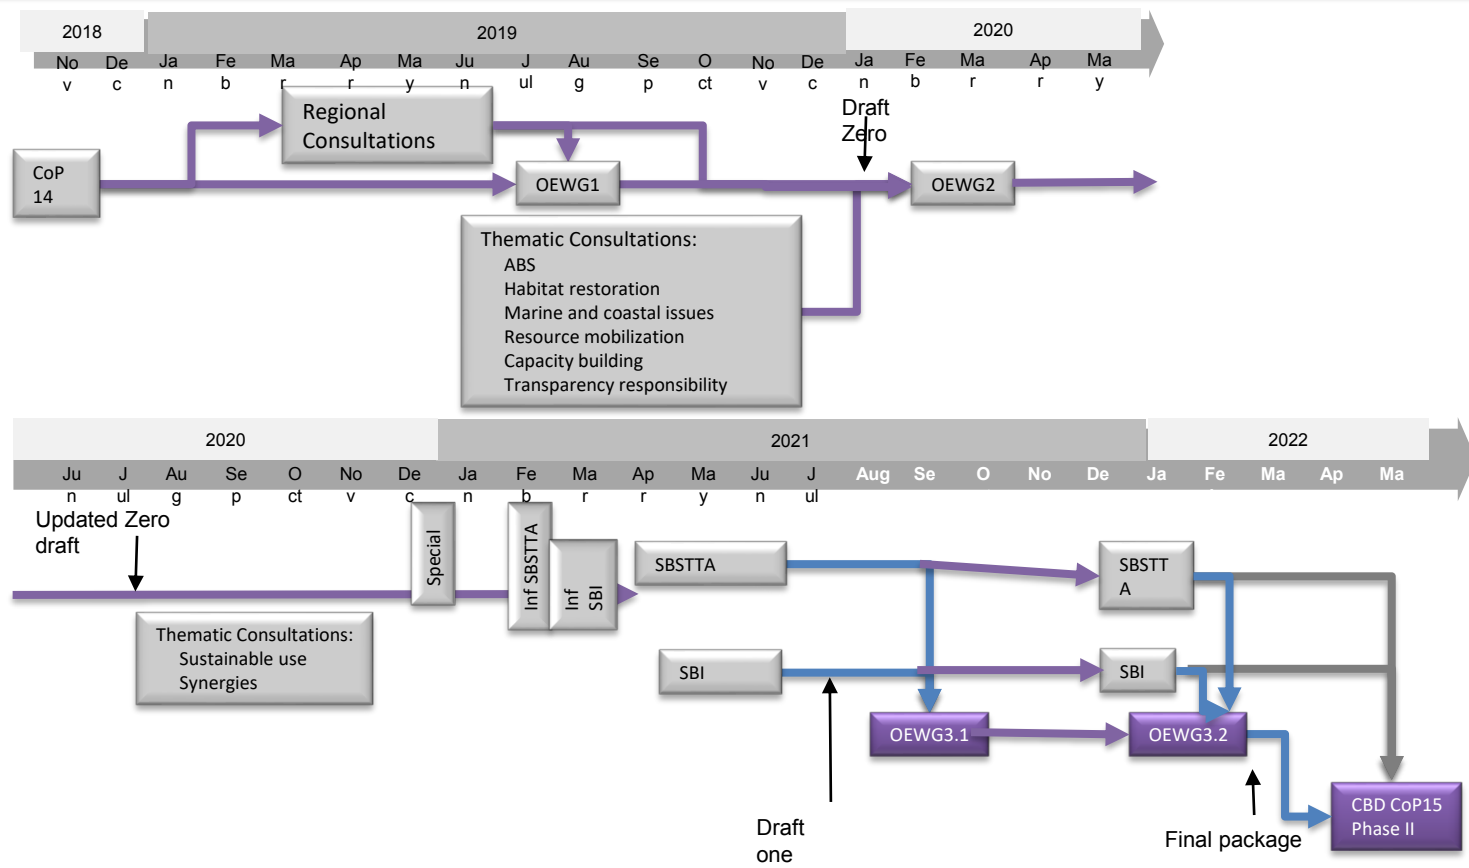 2018
2019
2020
No
v
De
c
Ja
n
Fe
b
Ma
r
Ap
r
Ma
y
Ju
n
J
ul
Au
g
Se
p
O
ct
No
v
De
c
Ja
n
Fe
b
Ma
r
Ap
r
Ma
y
Regional
Consultations
Draft
Zero
CoP
14
OEWG1
OEWG2
Thematic Consultations:
ABS
Habitat restoration
Marine and coastal issues
Resource mobilization
Capacity building
Transparency responsibility
2020
2021
2022
Ju
n
J
ul
Au
g
Se
p
O
ct
No
v
De
c
Ja
n
Fe
b
Ma
r
Ap
r
Ma
y
Ju
n
J
ul
Aug
Se
O
No
De
Ja
Fe
Ma
Ap
Ma
Updated Zero
draft
Special
Inf SBSTTA
Inf
SBI
SBSTTA
SBSTT
A
Thematic Consultations:
Sustainable use
Synergies
SBI
SBI
OEWG3.1
OEWG3.2
Draft
one
Final package
CBD CoP15
Phase II